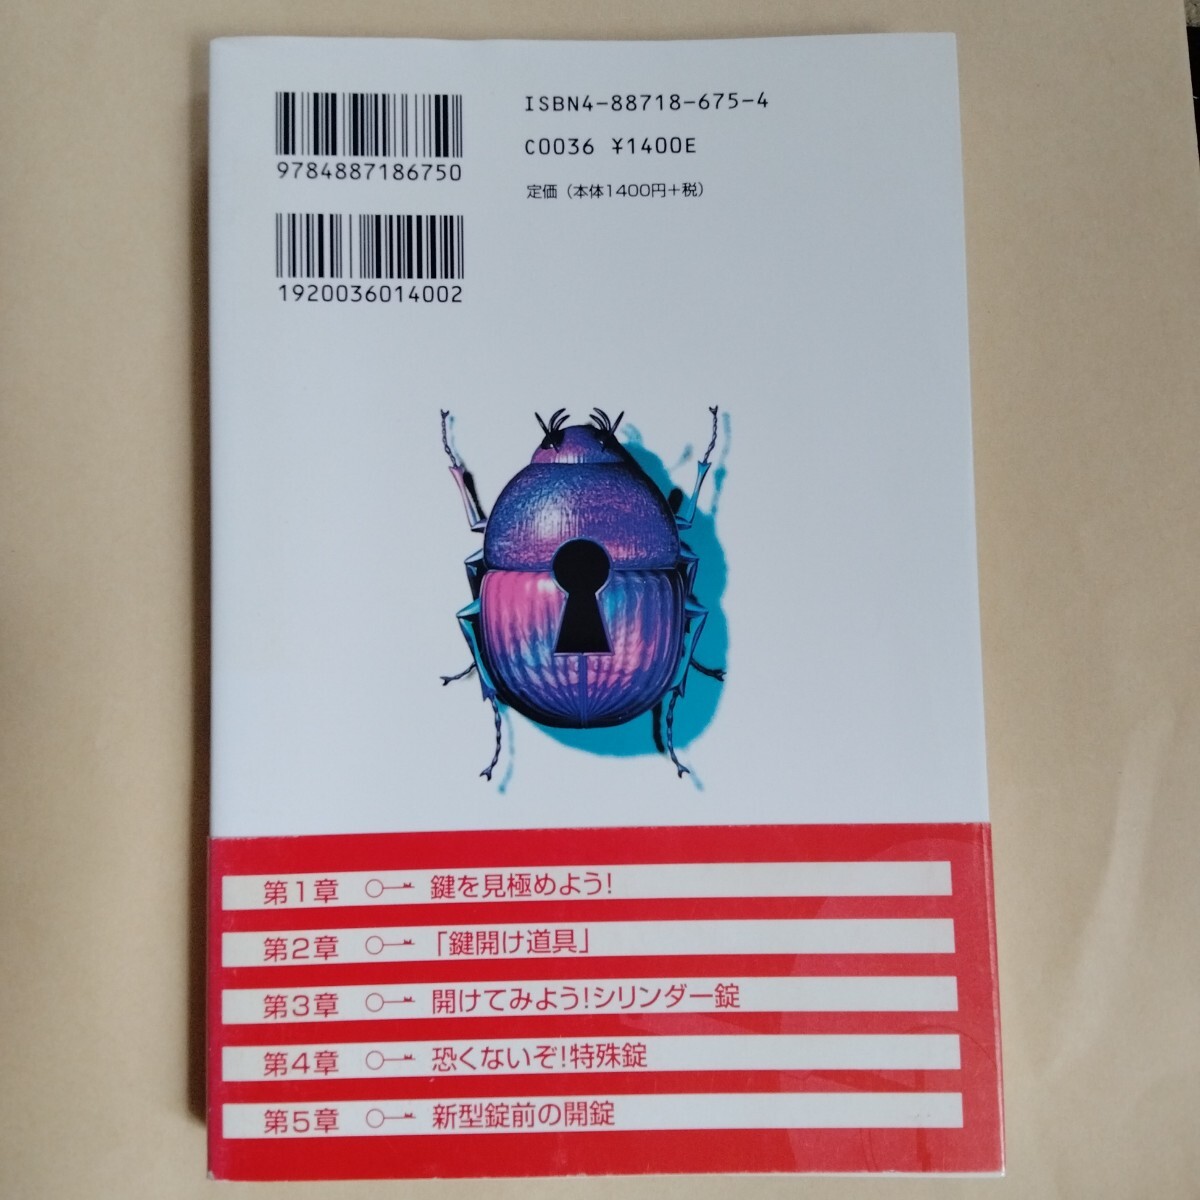 ISBN4-88718-675-4
C0036 ¥1400E
定価（本体1400円＋税）
9784887186750
1920036014002
第1章 鍵を見極めよう!
第2章 「鍵開け道具」
第3章 開けてみよう!シリンダー錠
第4章 恐くないぞ!特殊錠
第5章 新型錠前の開錠